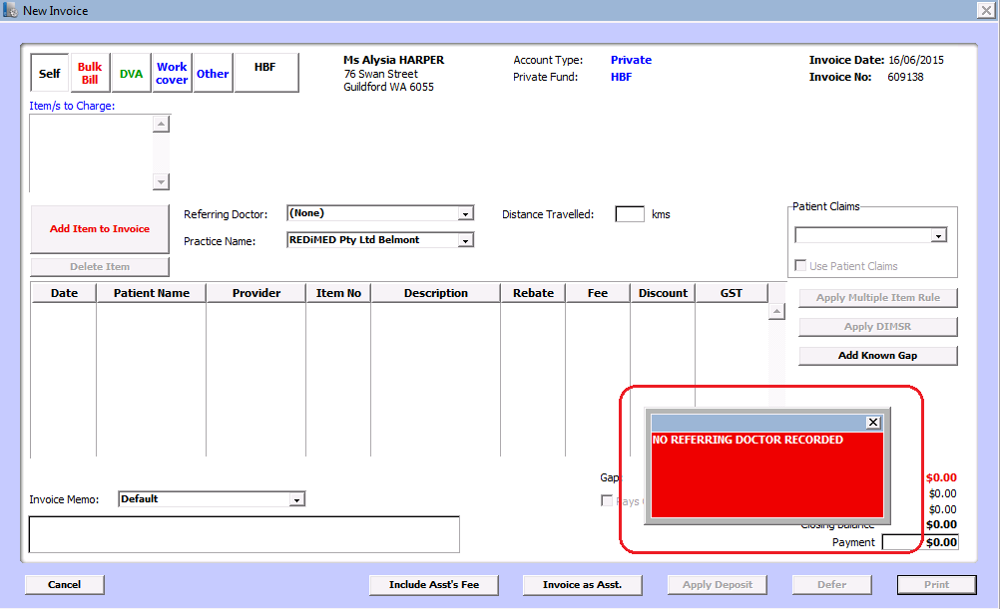 New Invoice
Self
Bulk Bill
DVA
Work cover
Other
HBF
Ms Alysia HARPER
76 Swan Street
Guildford WA 6055
Account Type: Private
Private Fund: HBF
Invoice Date: 16/06/2015
Invoice No: 609138
Item/s to Charge:
Add Item to Invoice
Delete Item
Referring Doctor: (None)
Practice Name: REDiMED Pty Ltd Belmont
Distance Travelled: kms
Patient Claims
Use Patient Claims
Date Patient Name Provider Item No Description Rebate Fee Discount GST
Apply Multiple Item Rule
Apply DIMSR
Add Known Gap
NO REFERRING DOCTOR RECORDED
Gap $0.00
$0.00
$0.00
Closing Balance $0.00
Payment $0.00
Invoice Memo: Default
Cancel
Include Asst's Fee
Invoice as Asst.
Apply Deposit
Defer
Print